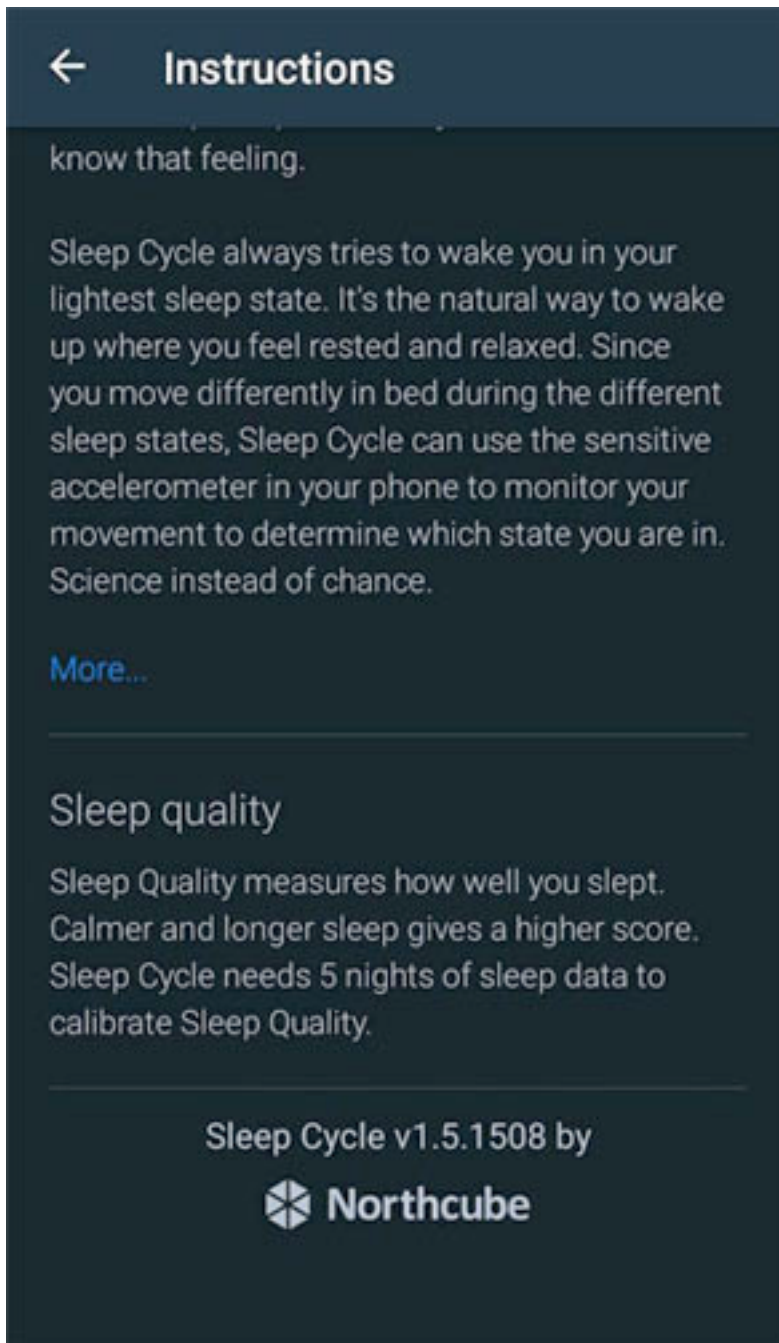 Instructions
know that feeling.
Sleep Cycle always tries to wake you in your
lightest sleep state. It's the natural way to wake
up where you feel rested and relaxed. Since
you move differently in bed during the different
sleep states, Sleep Cycle can use the sensitive
accelerometer in your phone to monitor your
movement to determine which state you are in.
Science instead of chance.
More...
Sleep quality
Sleep Quality measures how well you slept.
Calmer and longer sleep gives a higher score.
Sleep Cycle needs 5 nights of sleep data to
calibrate Sleep Quality.
Sleep Cycle v1.5.1508 by
Northcube